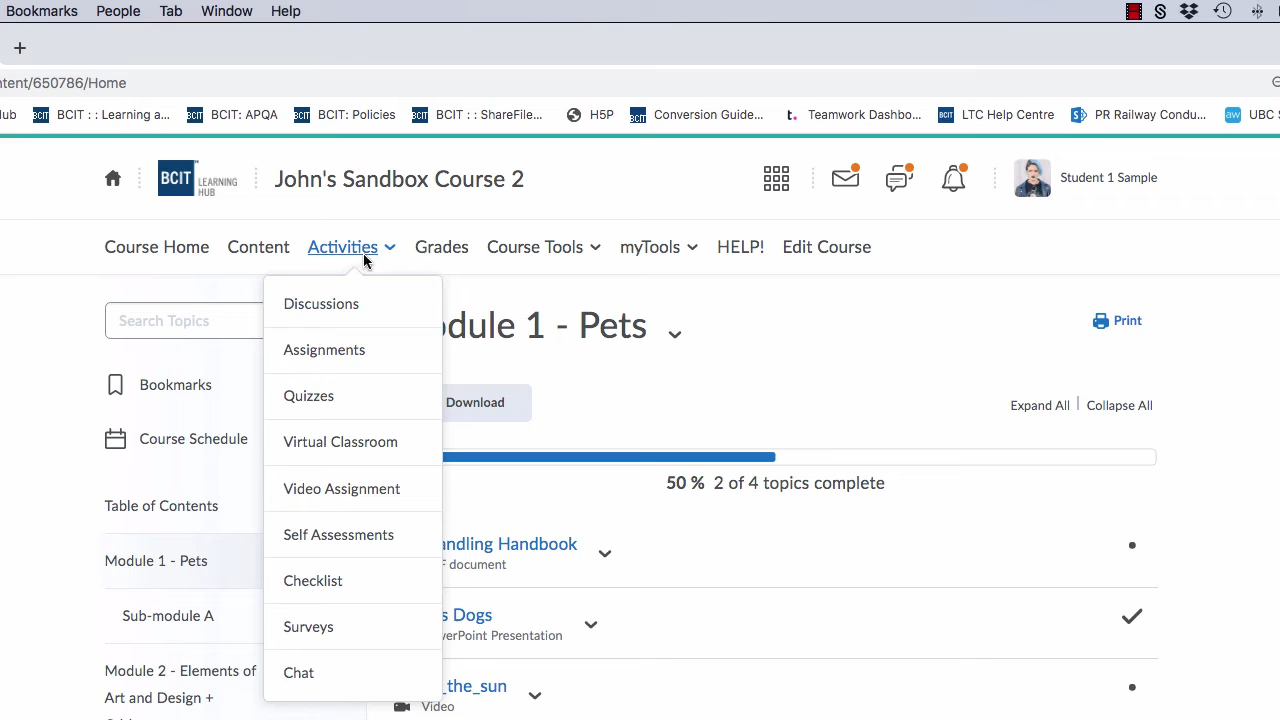 Bookmarks People Tab Window Help
+
ntent/650786/Home
lub BCIT : : Learning a... BCIT: APQA BCIT: Policies BCIT : : ShareFile... H5P Conversion Guide... t. Teamwork Dashbo... LTC Help Centre PR Railway Condu... aw UBC S
BCIT LEARNING HUB John's Sandbox Course 2 Student 1 Sample
Course Home Content Activities Grades Course Tools myTools HELP! Edit Course
Search Topics
Bookmarks
Course Schedule
Table of Contents
Module 1 - Pets
Sub-module A
Module 2 - Elements of
Art and Design +
Discussions
Assignments
Quizzes
Virtual Classroom
Video Assignment
Self Assessments
Checklist
Surveys
Chat
odule 1 - Pets
Print
Download
Expand All | Collapse All
50 % 2 of 4 topics complete
andling Handbook
F document
s Dogs
werPoint Presentation
_the_sun
Video